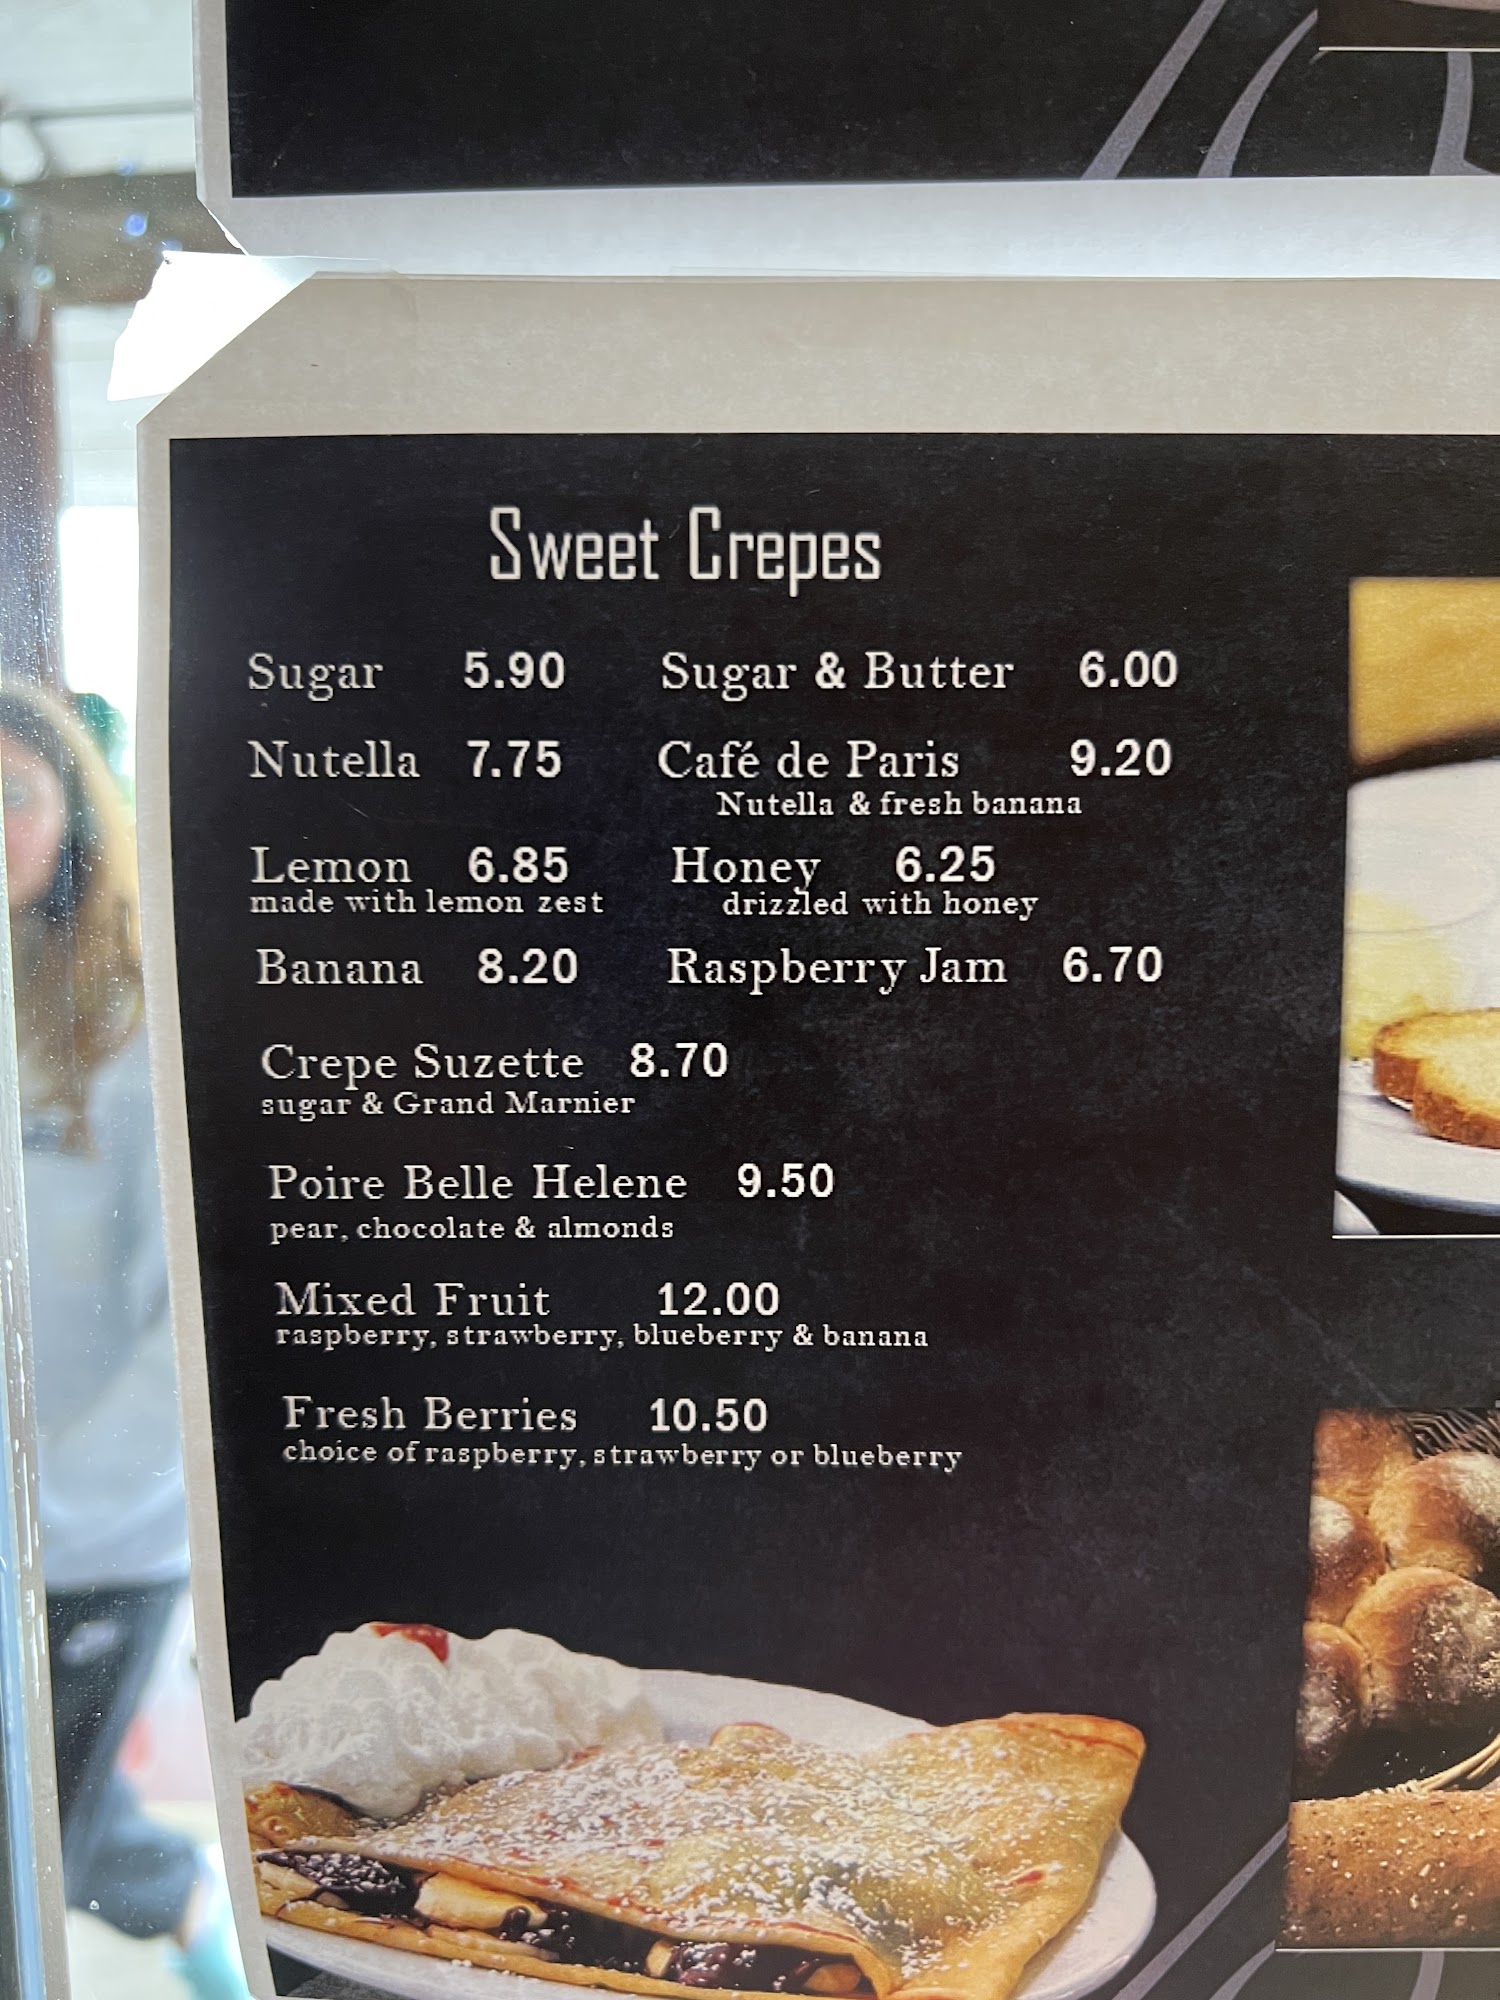 Sweet Crepes
Sugar 5.90 Sugar & Butter 6.00
Nutella 7.75 Café de Paris 9.20
Nutella & fresh banana
Lemon 6.85 Honey 6.25
made with lemon zest drizzled with honey
Banana 8.20 Raspberry Jam 6.70
Crepe Suzette 8.70
sugar & Grand Marnier
Poire Belle Helene 9.50
pear, chocolate & almonds
Mixed Fruit 12.00
raspberry, strawberry, blueberry & banana
Fresh Berries 10.50
choice of raspberry, strawberry or blueberry